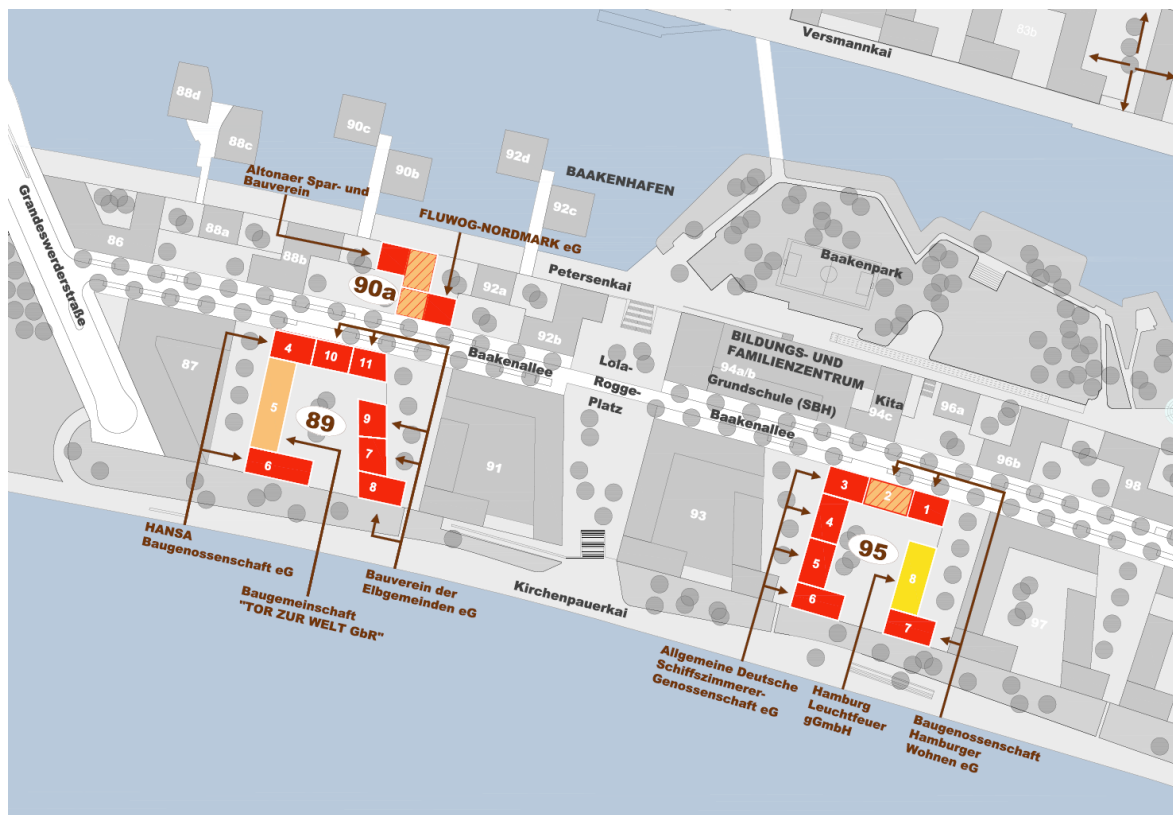 Versmannkai
83b
88d
88c
90c
90b
92d
92c
BAAKENHAFEN
Altonaer Spar- und
Bauverein
FLUWOG-NORDMARK eG
Grandeswerderstraße
86
88a
88b
90a
92a
92b
Petersenkai
Baakenpark
BILDUNGS- UND
FAMILIENZENTRUM
94a/b
Grundschule (SBH)
Kita
94c
96a
96b
98
Baakenallee
Baakenallee
Lola-
Rogge-
Platz
87
4
10
11
5
89
9
7
6
8
91
93
3
2
1
4
95
5
8
6
7
97
Kirchenpauerkai
HANSA
Baugenossenschaft eG
Baugemeinschaft
"TOR ZUR WELT GbR"
Bauverein der
Elbgemeinden eG
Allgemeine Deutsche
Schiffszimmerer-
Genossenschaft eG
Hamburg
Leuchtfeuer
gGmbH
Baugenossenschaft
Hamburger
Wohnen eG